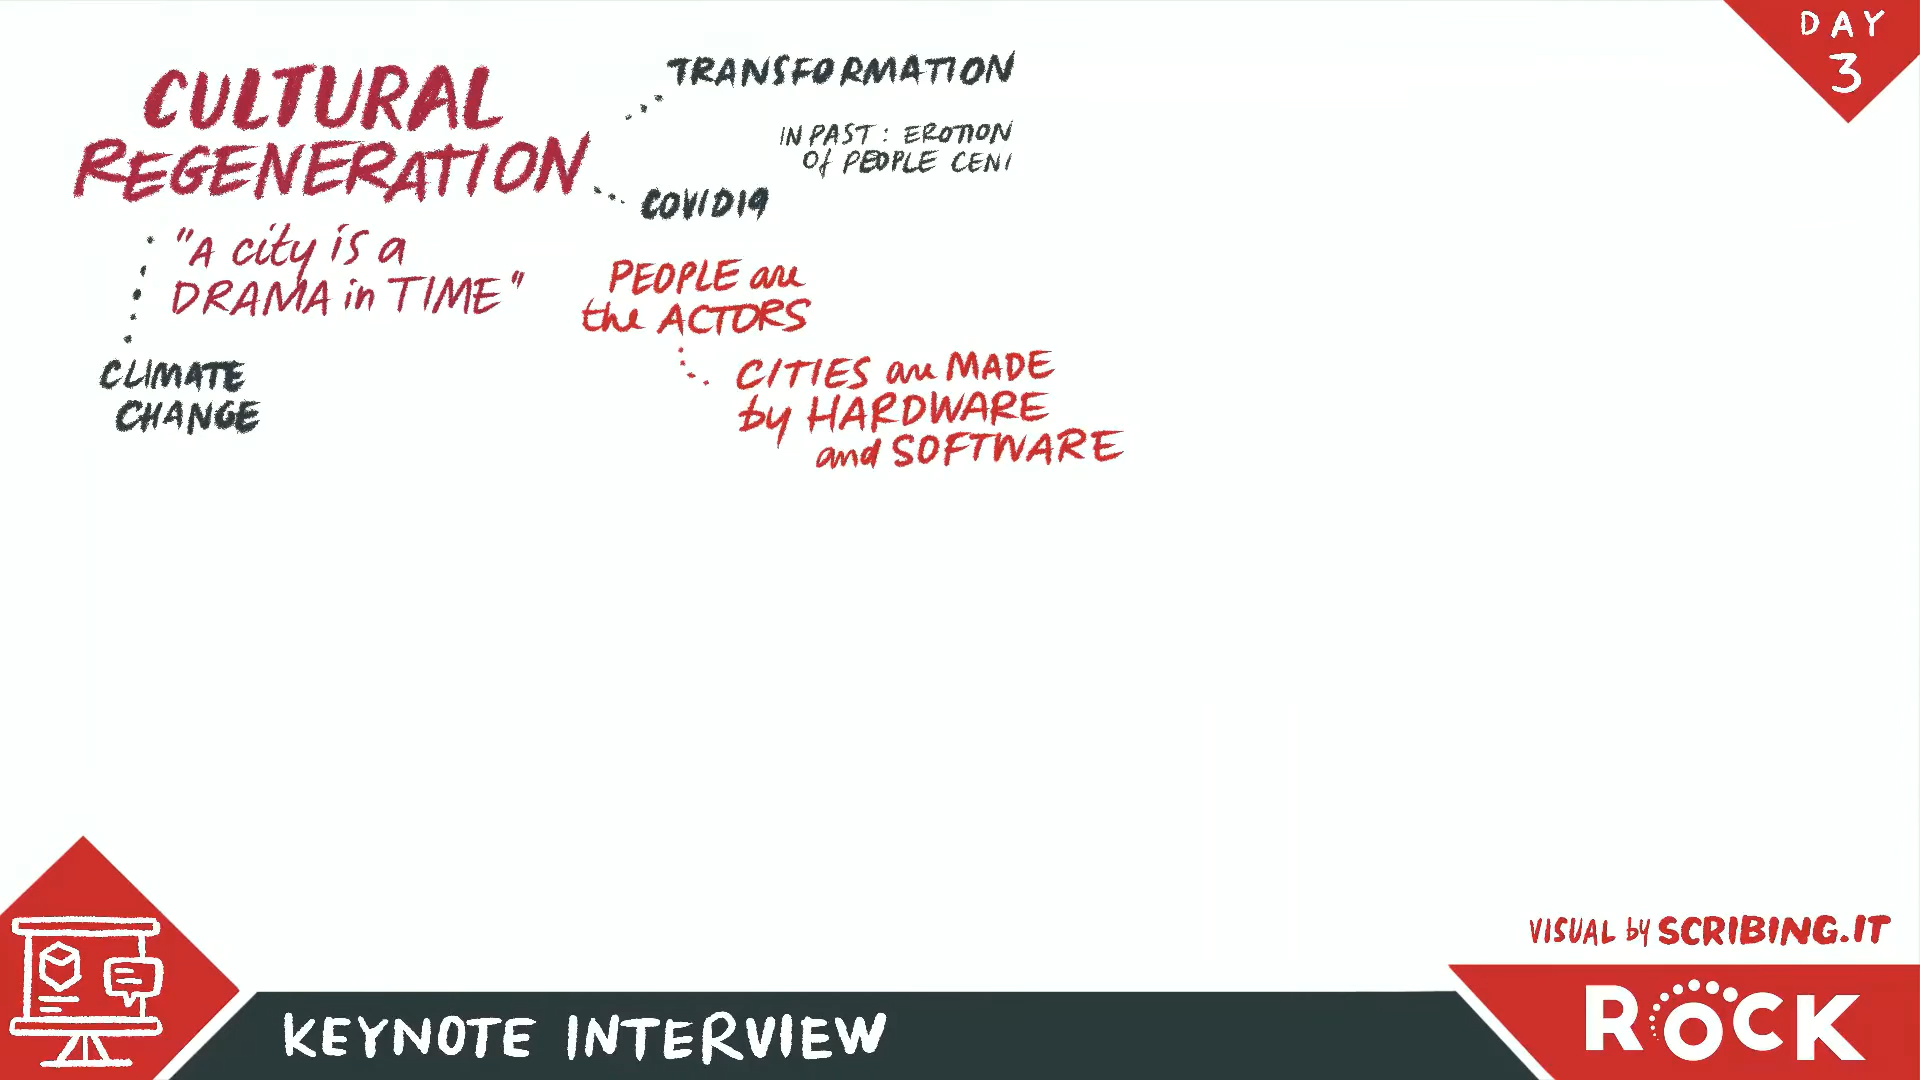 DAY
3
CULTURAL
REGENERATION
TRANSFORMATION
IN PAST: EROTION
Of PEOPLE CENT
COVID19
"A city is a
DRAMA in TIME"
PEOPLE are
the ACTORS
CITIES are MADE
by HARDWARE
and SOFTWARE
CLIMATE
CHANGE
VISUAL by SCRIBING.IT
KEYNOTE INTERVIEW
ROCK